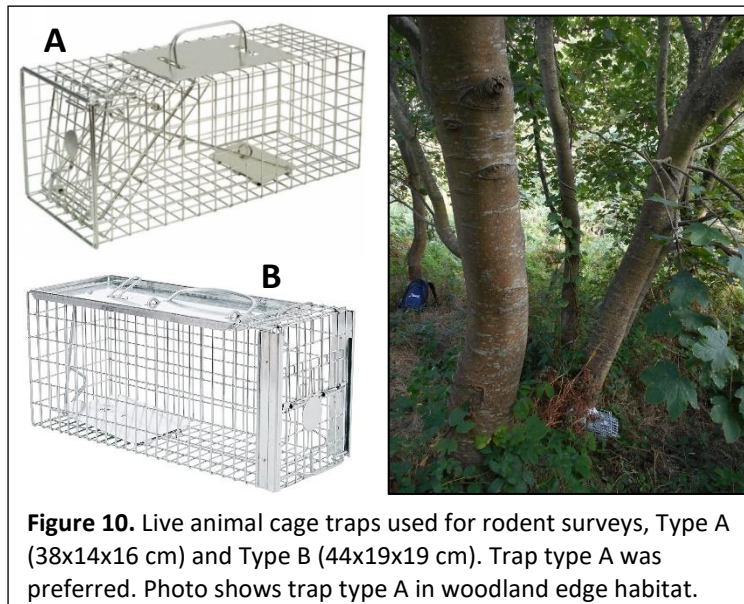 A
B
Figure 10. Live animal cage traps used for rodent surveys, Type A
(38x14x16 cm) and Type B (44x19x19 cm). Trap type A was
preferred. Photo shows trap type A in woodland edge habitat.